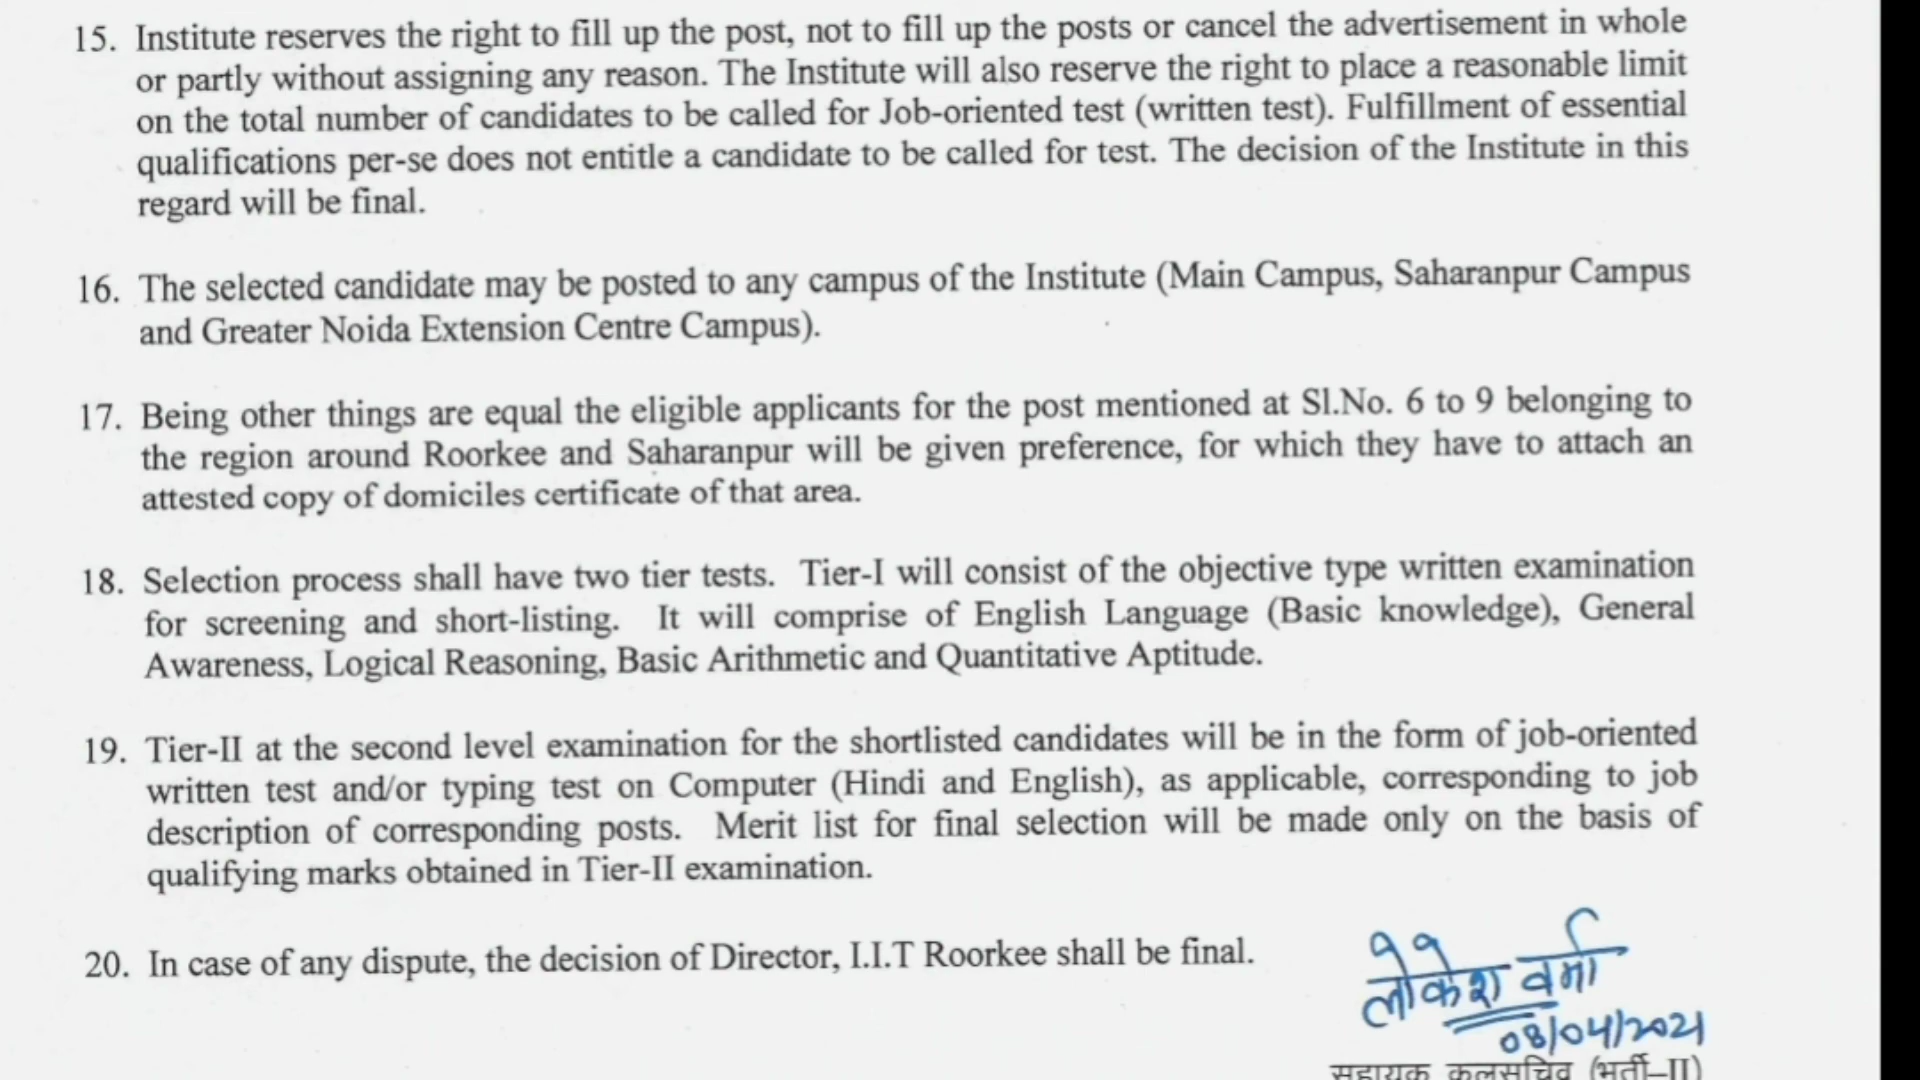 15. Institute reserves the right to fill up the post, not to fill up the posts or cancel the advertisement in whole
or partly without assigning any reason. The Institute will also reserve the right to place a reasonable limit
on the total number of candidates to be called for Job-oriented test (written test). Fulfillment of essential
qualifications per-se does not entitle a candidate to be called for test. The decision of the Institute in this
regard will be final.
16. The selected candidate may be posted to any campus of the Institute (Main Campus, Saharanpur Campus
and Greater Noida Extension Centre Campus).
17. Being other things are equal the eligible applicants for the post mentioned at Sl.No. 6 to 9 belonging to
the region around Roorkee and Saharanpur will be given preference, for which they have to attach an
attested copy of domiciles certificate of that area.
18. Selection process shall have two tier tests. Tier-I will consist of the objective type written examination
for screening and short-listing. It will comprise of English Language (Basic knowledge), General
Awareness, Logical Reasoning, Basic Arithmetic and Quantitative Aptitude.
19. Tier-II at the second level examination for the shortlisted candidates will be in the form of job-oriented
written test and/or typing test on Computer (Hindi and English), as applicable, corresponding to job
description of corresponding posts. Merit list for final selection will be made only on the basis of
qualifying marks obtained in Tier-II examination.
20. In case of any dispute, the decision of Director, I.I.T Roorkee shall be final.
लोकेश वर्मा
08/04/2021
सहायक कुलसचिव (भर्ती–II)